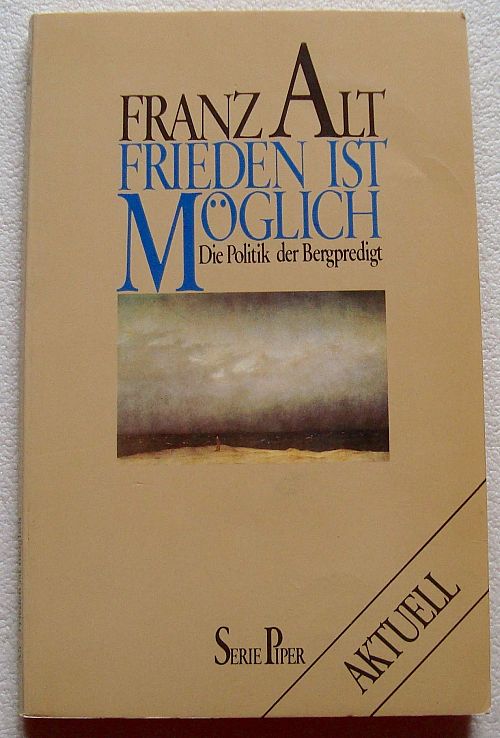 FRANZ ALT
FRIEDEN IST
MÖGLICH
Die Politik der Bergpredigt
SERIE PIPER
AKTUELL